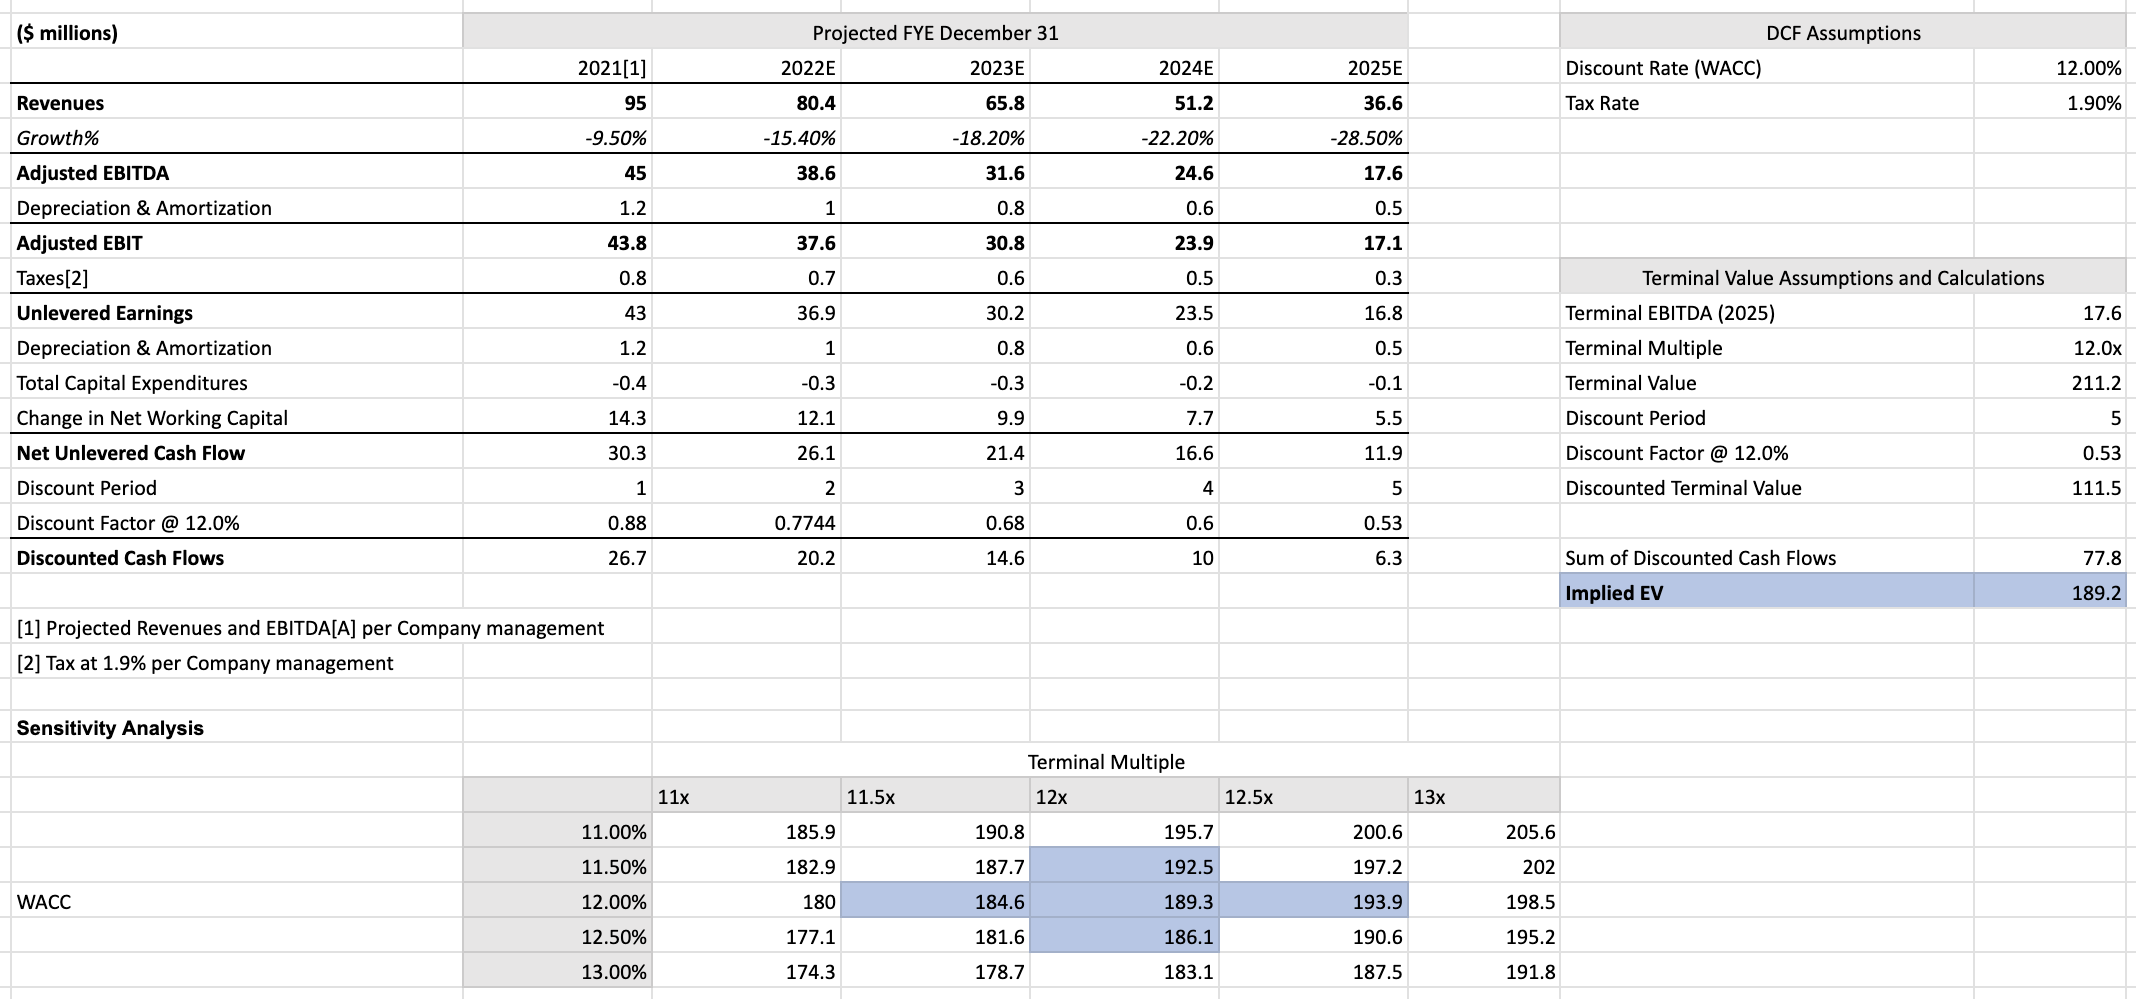 ($ millions) Projected FYE December 31 DCF Assumptions
2021[1] 2022E 2023E 2024E 2025E Discount Rate (WACC) 12.00%
Revenues 95 80.4 65.8 51.2 36.6 Tax Rate 1.90%
Growth% -9.50% -15.40% -18.20% -22.20% -28.50%
Adjusted EBITDA 45 38.6 31.6 24.6 17.6
Depreciation & Amortization 1.2 1 0.8 0.6 0.5
Adjusted EBIT 43.8 37.6 30.8 23.9 17.1
Taxes[2] 0.8 0.7 0.6 0.5 0.3 Terminal Value Assumptions and Calculations
Unlevered Earnings 43 36.9 30.2 23.5 16.8 Terminal EBITDA (2025) 17.6
Depreciation & Amortization 1.2 1 0.8 0.6 0.5 Terminal Multiple 12.0x
Total Capital Expenditures -0.4 -0.3 -0.3 -0.2 -0.1 Terminal Value 211.2
Change in Net Working Capital 14.3 12.1 9.9 7.7 5.5 Discount Period 5
Net Unlevered Cash Flow 30.3 26.1 21.4 16.6 11.9 Discount Factor @ 12.0% 0.53
Discount Period 1 2 3 4 5 Discounted Terminal Value 111.5
Discount Factor @ 12.0% 0.88 0.7744 0.68 0.6 0.53
Discounted Cash Flows 26.7 20.2 14.6 10 6.3 Sum of Discounted Cash Flows 77.8
Implied EV 189.2
[1] Projected Revenues and EBITDA[A] per Company management
[2] Tax at 1.9% per Company management
Sensitivity Analysis
Terminal Multiple
11x 11.5x 12x 12.5x 13x
11.00% 185.9 190.8 195.7 200.6 205.6
11.50% 182.9 187.7 192.5 197.2 202
WACC 12.00% 180 184.6 189.3 193.9 198.5
12.50% 177.1 181.6 186.1 190.6 195.2
13.00% 174.3 178.7 183.1 187.5 191.8